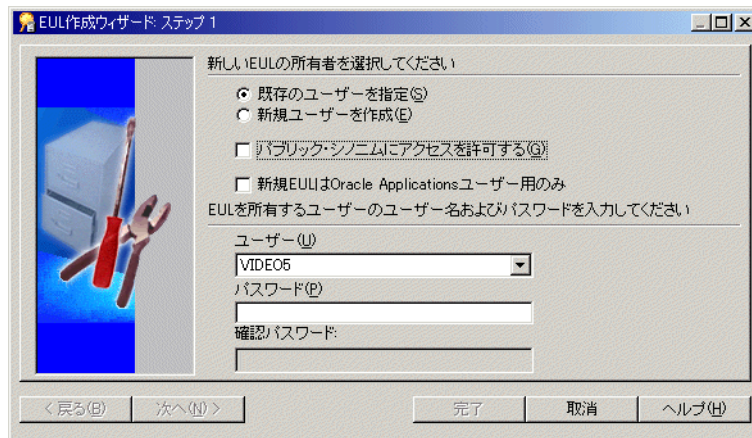 EUL作成ウィザード: ステップ 1
新しいEULの所有者を選択してください
既存のユーザーを指定(S)
新規ユーザーを作成(E)
パブリック・シノニムにアクセスを許可する(G)
新規EULはOracle Applicationsユーザー用のみ
EULを所有するユーザーのユーザー名およびパスワードを入力してください
ユーザー(U)
VIDEO5
パスワード(P)
確認パスワード:
< 戻る(B) 次へ(N) > 完了 取消 ヘルプ(H)